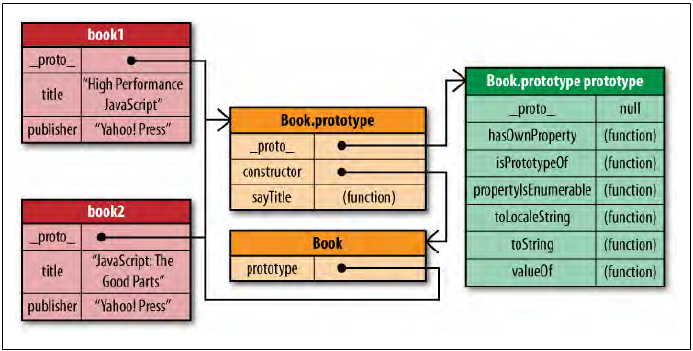 book1
_proto_
title "High Performance
JavaScript"
publisher "Yahoo! Press"
book2
_proto_
title "JavaScript: The
Good Parts"
publisher "Yahoo! Press"
Book.prototype
_proto_
constructor
sayTitle (function)
Book
prototype
Book.prototype prototype
_proto_ null
hasOwnProperty (function)
isPrototypeOf (function)
propertyIsEnumerable (function)
toLocaleString (function)
toString (function)
valueOf (function)